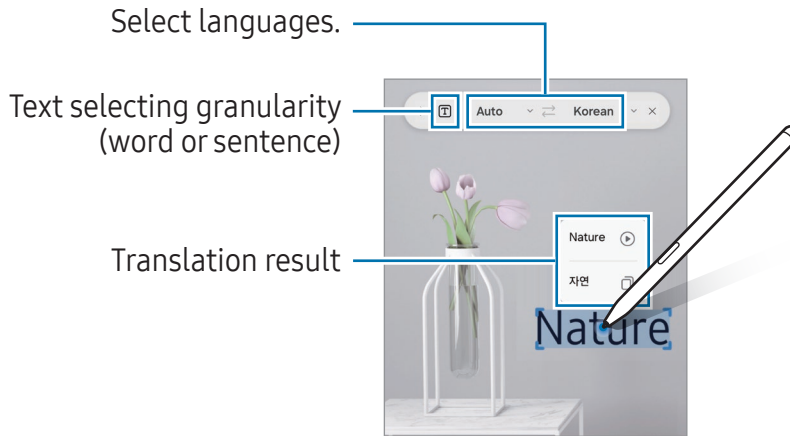 Select languages.
Text selecting granularity
(word or sentence)
Auto Korean
Translation result
Nature
자연
Nature